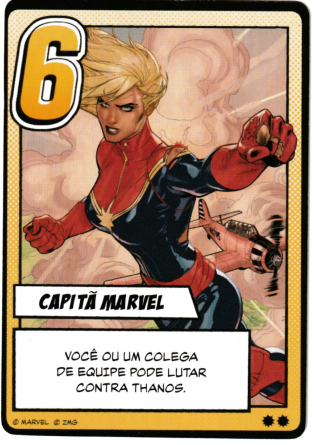 6
CAPITÃ MARVEL
VOCÊ OU UM COLEGA
DE EQUIPE PODE LUTAR
CONTRA THANOS.
© MARVEL © ZMG